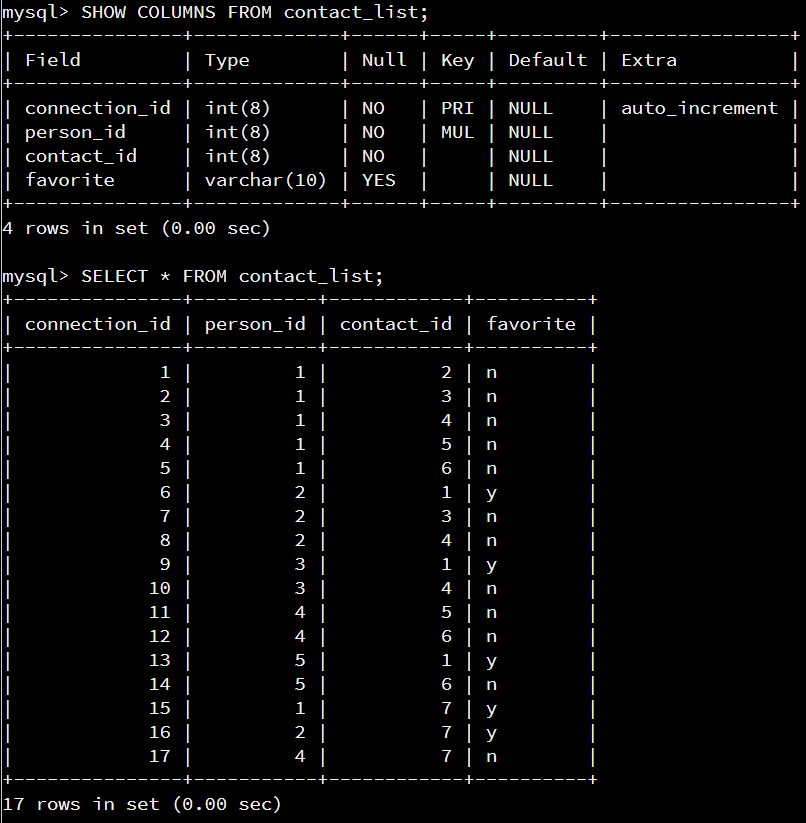 mysql> SHOW COLUMNS FROM contact_list;
+---------------+-------------+------+-----+---------+----------------+
| Field         | Type        | Null | Key | Default | Extra          |
+---------------+-------------+------+-----+---------+----------------+
| connection_id | int(8)      | NO   | PRI | NULL    | auto_increment |
| person_id     | int(8)      | NO   | MUL | NULL    |                |
| contact_id    | int(8)      | NO   |     | NULL    |                |
| favorite      | varchar(10) | YES  |     | NULL    |                |
+---------------+-------------+------+-----+---------+----------------+
4 rows in set (0.00 sec)

mysql> SELECT * FROM contact_list;
+---------------+-----------+------------+----------+
| connection_id | person_id | contact_id | favorite |
+---------------+-----------+------------+----------+
|             1 |         1 |          2 | n        |
|             2 |         1 |          3 | n        |
|             3 |         1 |          4 | n        |
|             4 |         1 |          5 | n        |
|             5 |         1 |          6 | n        |
|             6 |         2 |          1 | y        |
|             7 |         2 |          3 | n        |
|             8 |         2 |          4 | n        |
|             9 |         3 |          1 | y        |
|            10 |         3 |          4 | n        |
|            11 |         4 |          5 | n        |
|            12 |         4 |          6 | n        |
|            13 |         5 |          1 | y        |
|            14 |         5 |          6 | n        |
|            15 |         1 |          7 | y        |
|            16 |         2 |          7 | y        |
|            17 |         4 |          7 | n        |
+---------------+-----------+------------+----------+
17 rows in set (0.00 sec)